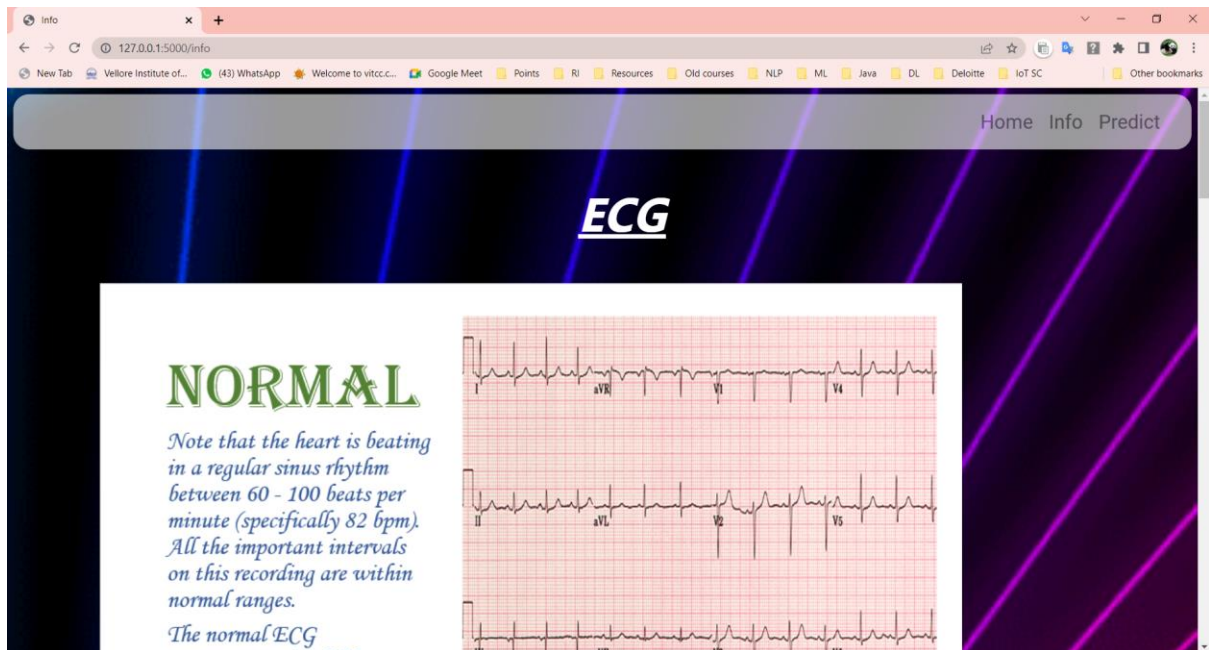 Info
127.0.0.1:5000/info
New Tab Vellore Institute of... (43) WhatsApp Welcome to vitcc.c... Google Meet Points RI Resources Old courses NLP ML Java DL Deloitte IoT SC Other bookmarks
Home Info Predict
ECG
NORMAL
Note that the heart is beating
in a regular sinus rhythm
between 60 - 100 beats per
minute (specifically 82 bpm).
All the important intervals
on this recording are within
normal ranges.
The normal ECG
I aVR V1 V4
II aVL V2 V5